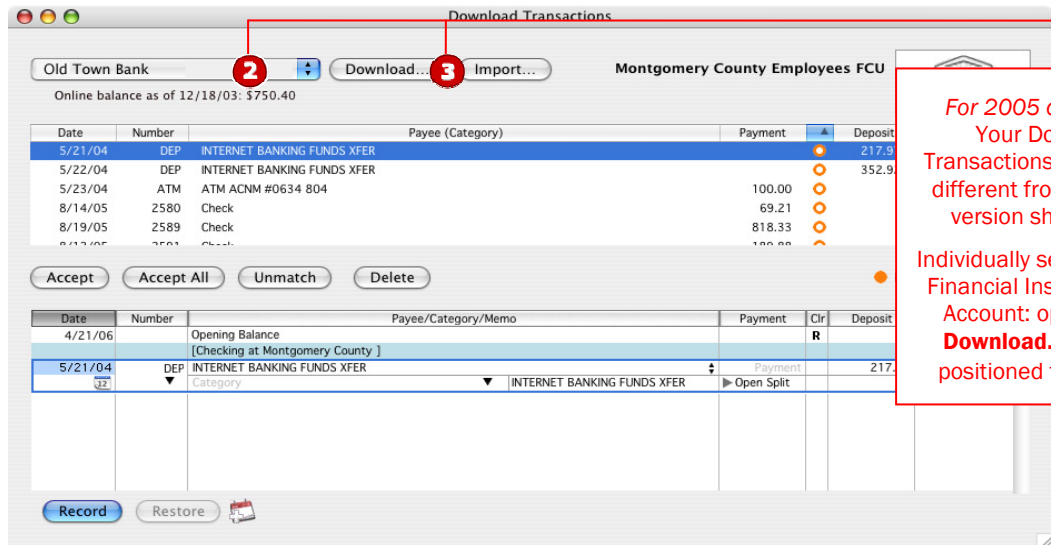 Download Transactions
Old Town Bank 2 Download... 3 Import... Montgomery County Employees FCU
Online balance as of 12/18/03: $750.40
Date Number Payee (Category) Payment Deposit
5/21/04 DEP INTERNET BANKING FUNDS XFER
5/22/04 DEP INTERNET BANKING FUNDS XFER
5/23/04 ATM ATM ACNM #0634 804 100.00
8/14/05 2580 Check 69.21
8/19/05 2589 Check 818.33
Accept Accept All Unmatch Delete
Date Number Payee/Category/Memo Payment Clr Deposit
4/21/06 Opening Balance R
[Checking at Montgomery County ]
5/21/04 DEP INTERNET BANKING FUNDS XFER Payment 217.
12 Category INTERNET BANKING FUNDS XFER Open Split
Record Restore
For 2005
Your
Transactions
different
version
Individually
Financial
Account:
Download.
positioned